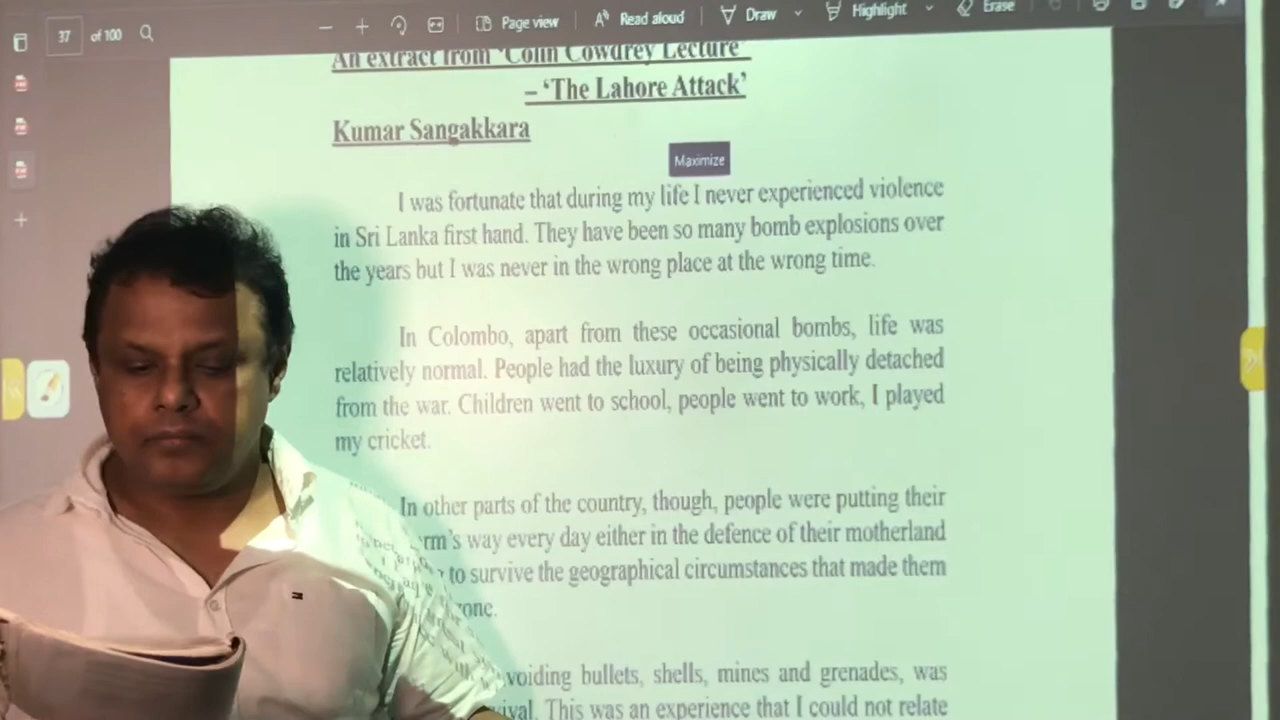 37 of 100 Page view Read aloud Draw Highlight Erase
An extract from ‘Colin Cowdrey Lecture’
– ‘The Lahore Attack’
Kumar Sangakkara
Maximize
I was fortunate that during my life I never experienced violence
in Sri Lanka first hand. They have been so many bomb explosions over
the years but I was never in the wrong place at the wrong time.
In Colombo, apart from these occasional bombs, life was
relatively normal. People had the luxury of being physically detached
from the war. Children went to school, people went to work, I played
my cricket.
In other parts of the country, though, people were putting their
rm’s way every day either in the defence of their motherland
to survive the geographical circumstances that made them
one.
voiding bullets, shells, mines and grenades, was
ival. This was an experience that I could not relate